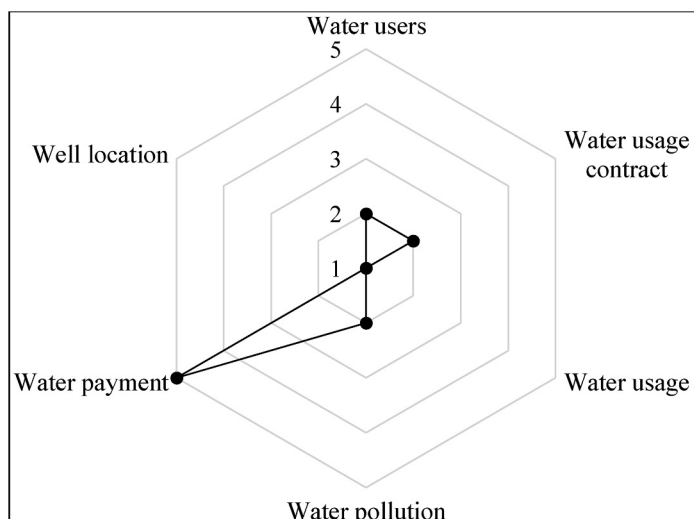 Water users
5
4
3
2
1
Well location
Water usage
contract
Water payment
Water usage
Water pollution